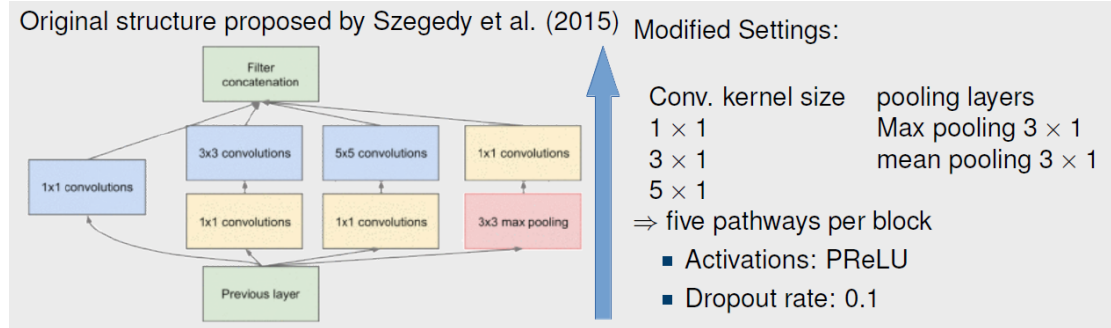 Original structure proposed by Szegedy et al. (2015)
Filter
concatenation
3x3 convolutions
5x5 convolutions
1x1 convolutions
1x1 convolutions
1x1 convolutions
1x1 convolutions
3x3 max pooling
Previous layer
Modified Settings:
Conv. kernel size pooling layers
1 × 1 Max pooling 3 × 1
3 × 1 mean pooling 3 × 1
5 × 1
⇒ five pathways per block
▪ Activations: PReLU
▪ Dropout rate: 0.1